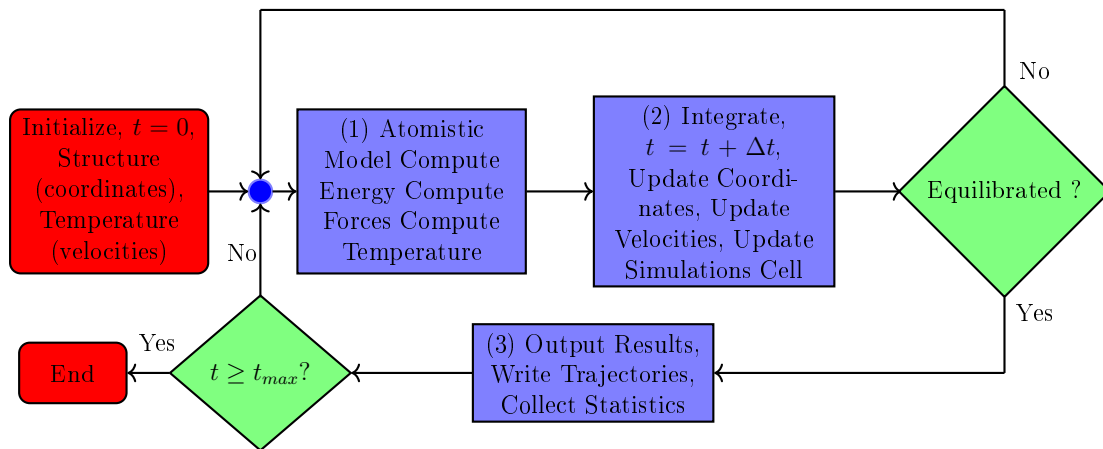 Initialize, t = 0,
Structure
(coordinates),
Temperature
(velocities)
(1) Atomistic
Model Compute
Energy Compute
Forces Compute
Temperature
(2) Integrate,
t = t + Δt,
Update Coordi-
nates, Update
Velocities, Update
Simulations Cell
Equilibrated ?
No
Yes
(3) Output Results,
Write Trajectories,
Collect Statistics
t ≥ t_{max}?
No
Yes
End